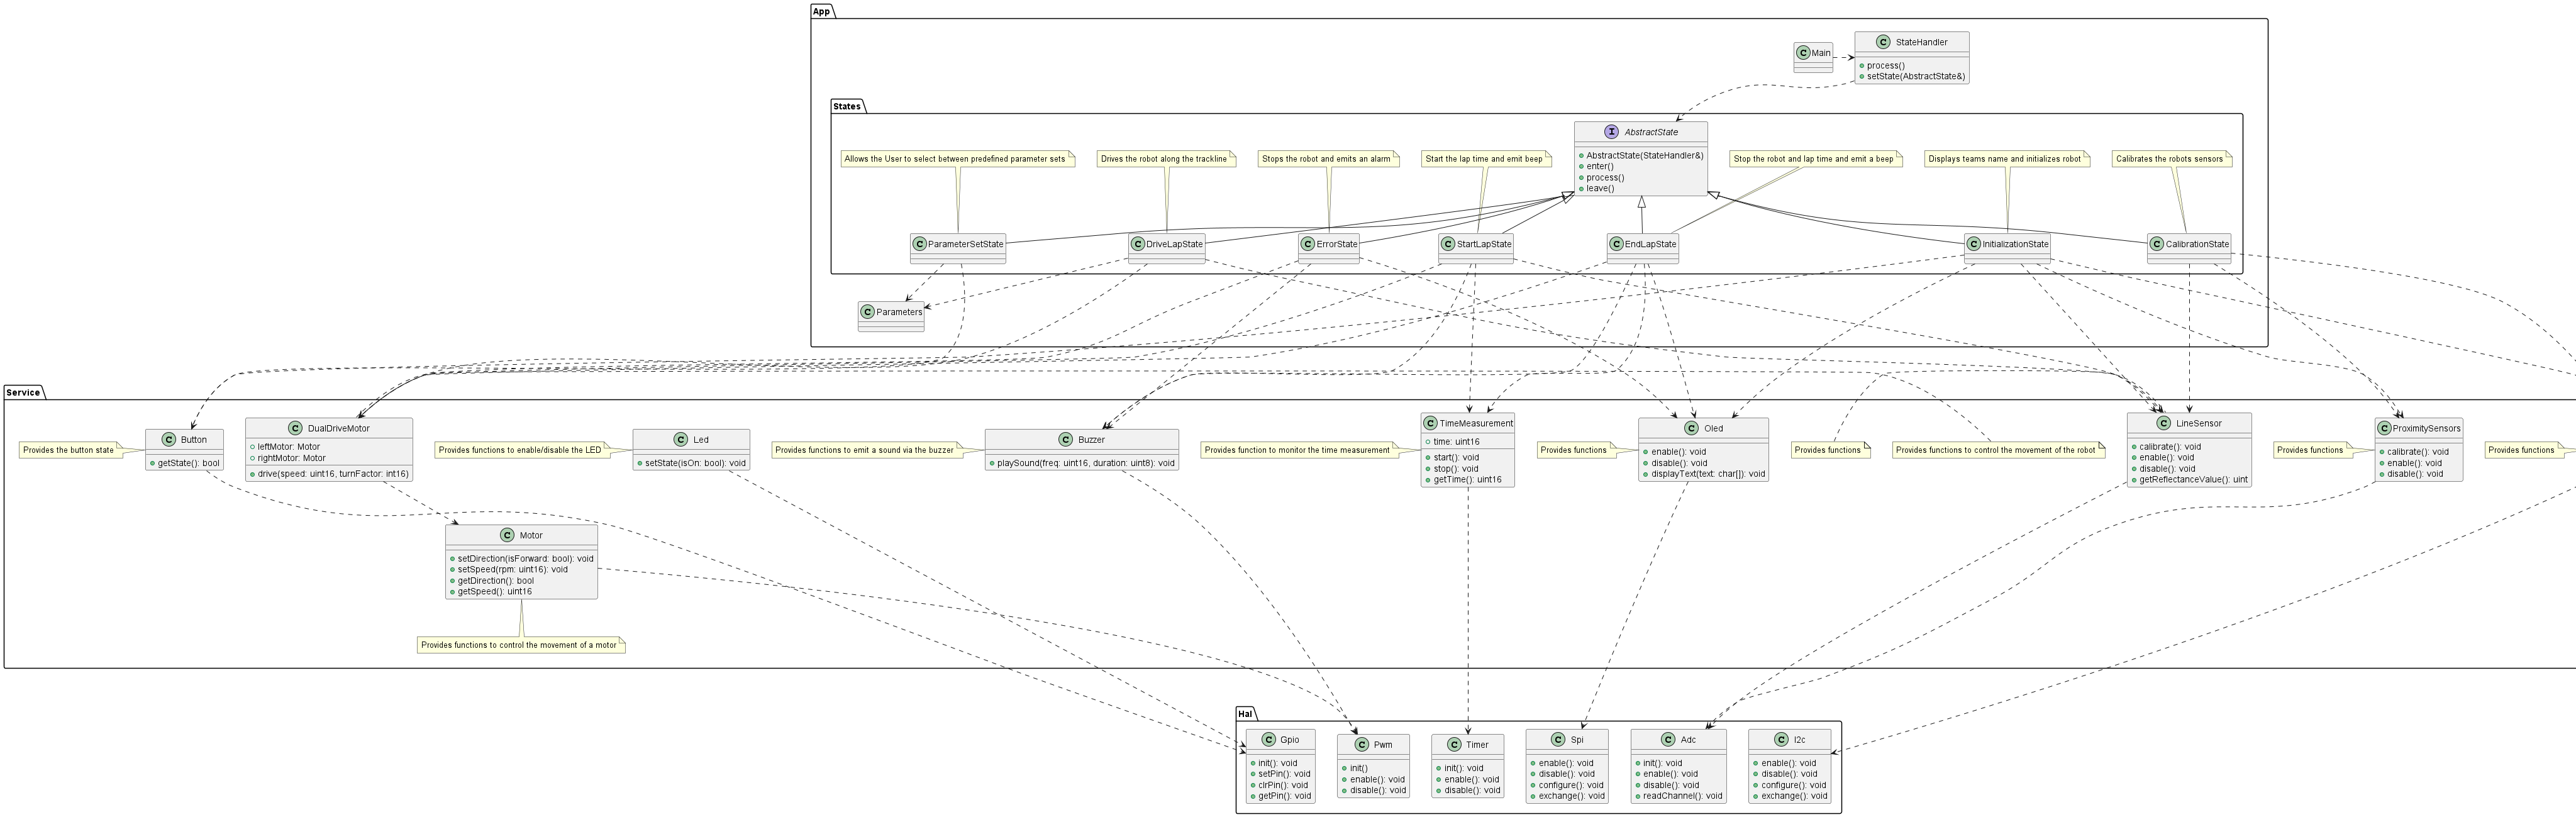 App
Main
StateHandler
process()
setState(AbstractState&)
States
AbstractState
AbstractState(StateHandler&)
enter()
process()
leave()
Allows the User to select between predefined parameter sets
Drives the robot along the trackline
Stops the robot and emits an alarm
Start the lap time and emit beep
Stop the robot and lap time and emit a beep
Displays teams name and initializes robot
Calibrates the robots sensors
ParameterSetState
DriveLapState
ErrorState
StartLapState
EndLapState
InitializationState
CalibrationState
Parameters
Service
Provides the button state
Button
getState(): bool
DualDriveMotor
leftMotor: Motor
rightMotor: Motor
drive(speed: uint16, turnFactor: int16)
Provides functions to enable/disable the LED
Led
setState(isOn: bool): void
Provides functions to emit a sound via the buzzer
Buzzer
playSound(freq: uint16, duration: uint8): void
Provides function to monitor the time measurement
TimeMeasurement
time: uint16
start(): void
stop(): void
getTime(): uint16
Provides functions
Oled
enable(): void
disable(): void
displayText(text: char[]): void
Provides functions
Provides functions to control the movement of the robot
LineSensor
calibrate(): void
enable(): void
disable(): void
getReflectanceValue(): uint
Provides functions
ProximitySensors
calibrate(): void
enable(): void
disable(): void
Provides functions
Motor
setDirection(isForward: bool): void
setSpeed(rpm: uint16): void
getDirection(): bool
getSpeed(): uint16
Provides functions to control the movement of a motor
Hal
Gpio
init(): void
setPin(): void
clrPin(): void
getPin(): void
Pwm
init()
enable(): void
disable(): void
Timer
init(): void
enable(): void
disable(): void
Spi
enable(): void
disable(): void
configure(): void
exchange(): void
Adc
init(): void
enable(): void
disable(): void
readChannel(): void
I2c
enable(): void
disable(): void
configure(): void
exchange(): void